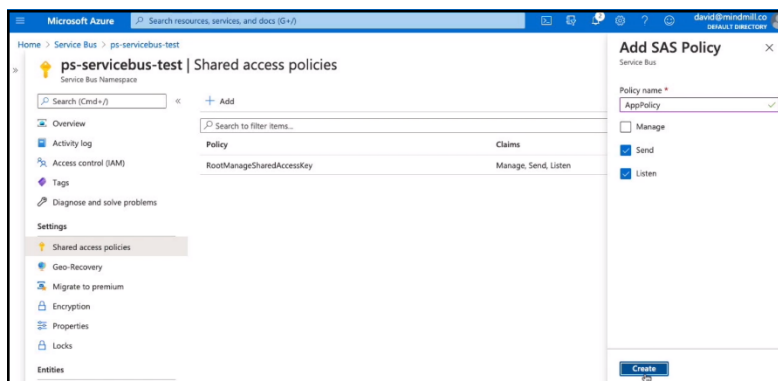 Microsoft Azure
Search resources, services, and docs (G+/)
david@mindmill.co
DEFAULT DIRECTORY
Home > Service Bus > ps-servicebus-test
ps-servicebus-test | Shared access policies
Service Bus Namespace
Search (Cmd+/)
Overview
Activity log
Access control (IAM)
Tags
Diagnose and solve problems
Settings
Shared access policies
Geo-Recovery
Migrate to premium
Encryption
Properties
Locks
Entities
+ Add
Search to filter items...
Policy Claims
RootManageSharedAccessKey Manage, Send, Listen
Add SAS Policy
Service Bus
Policy name *
AppPolicy
Manage
Send
Listen
Create